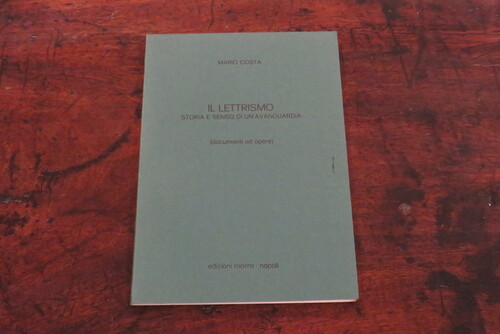 MARIO COSTA
IL LETTRISMO
STORIA E SENSO DI UN'AVANGUARDIA
(documenti ed opere)
edizioni morra - napoli